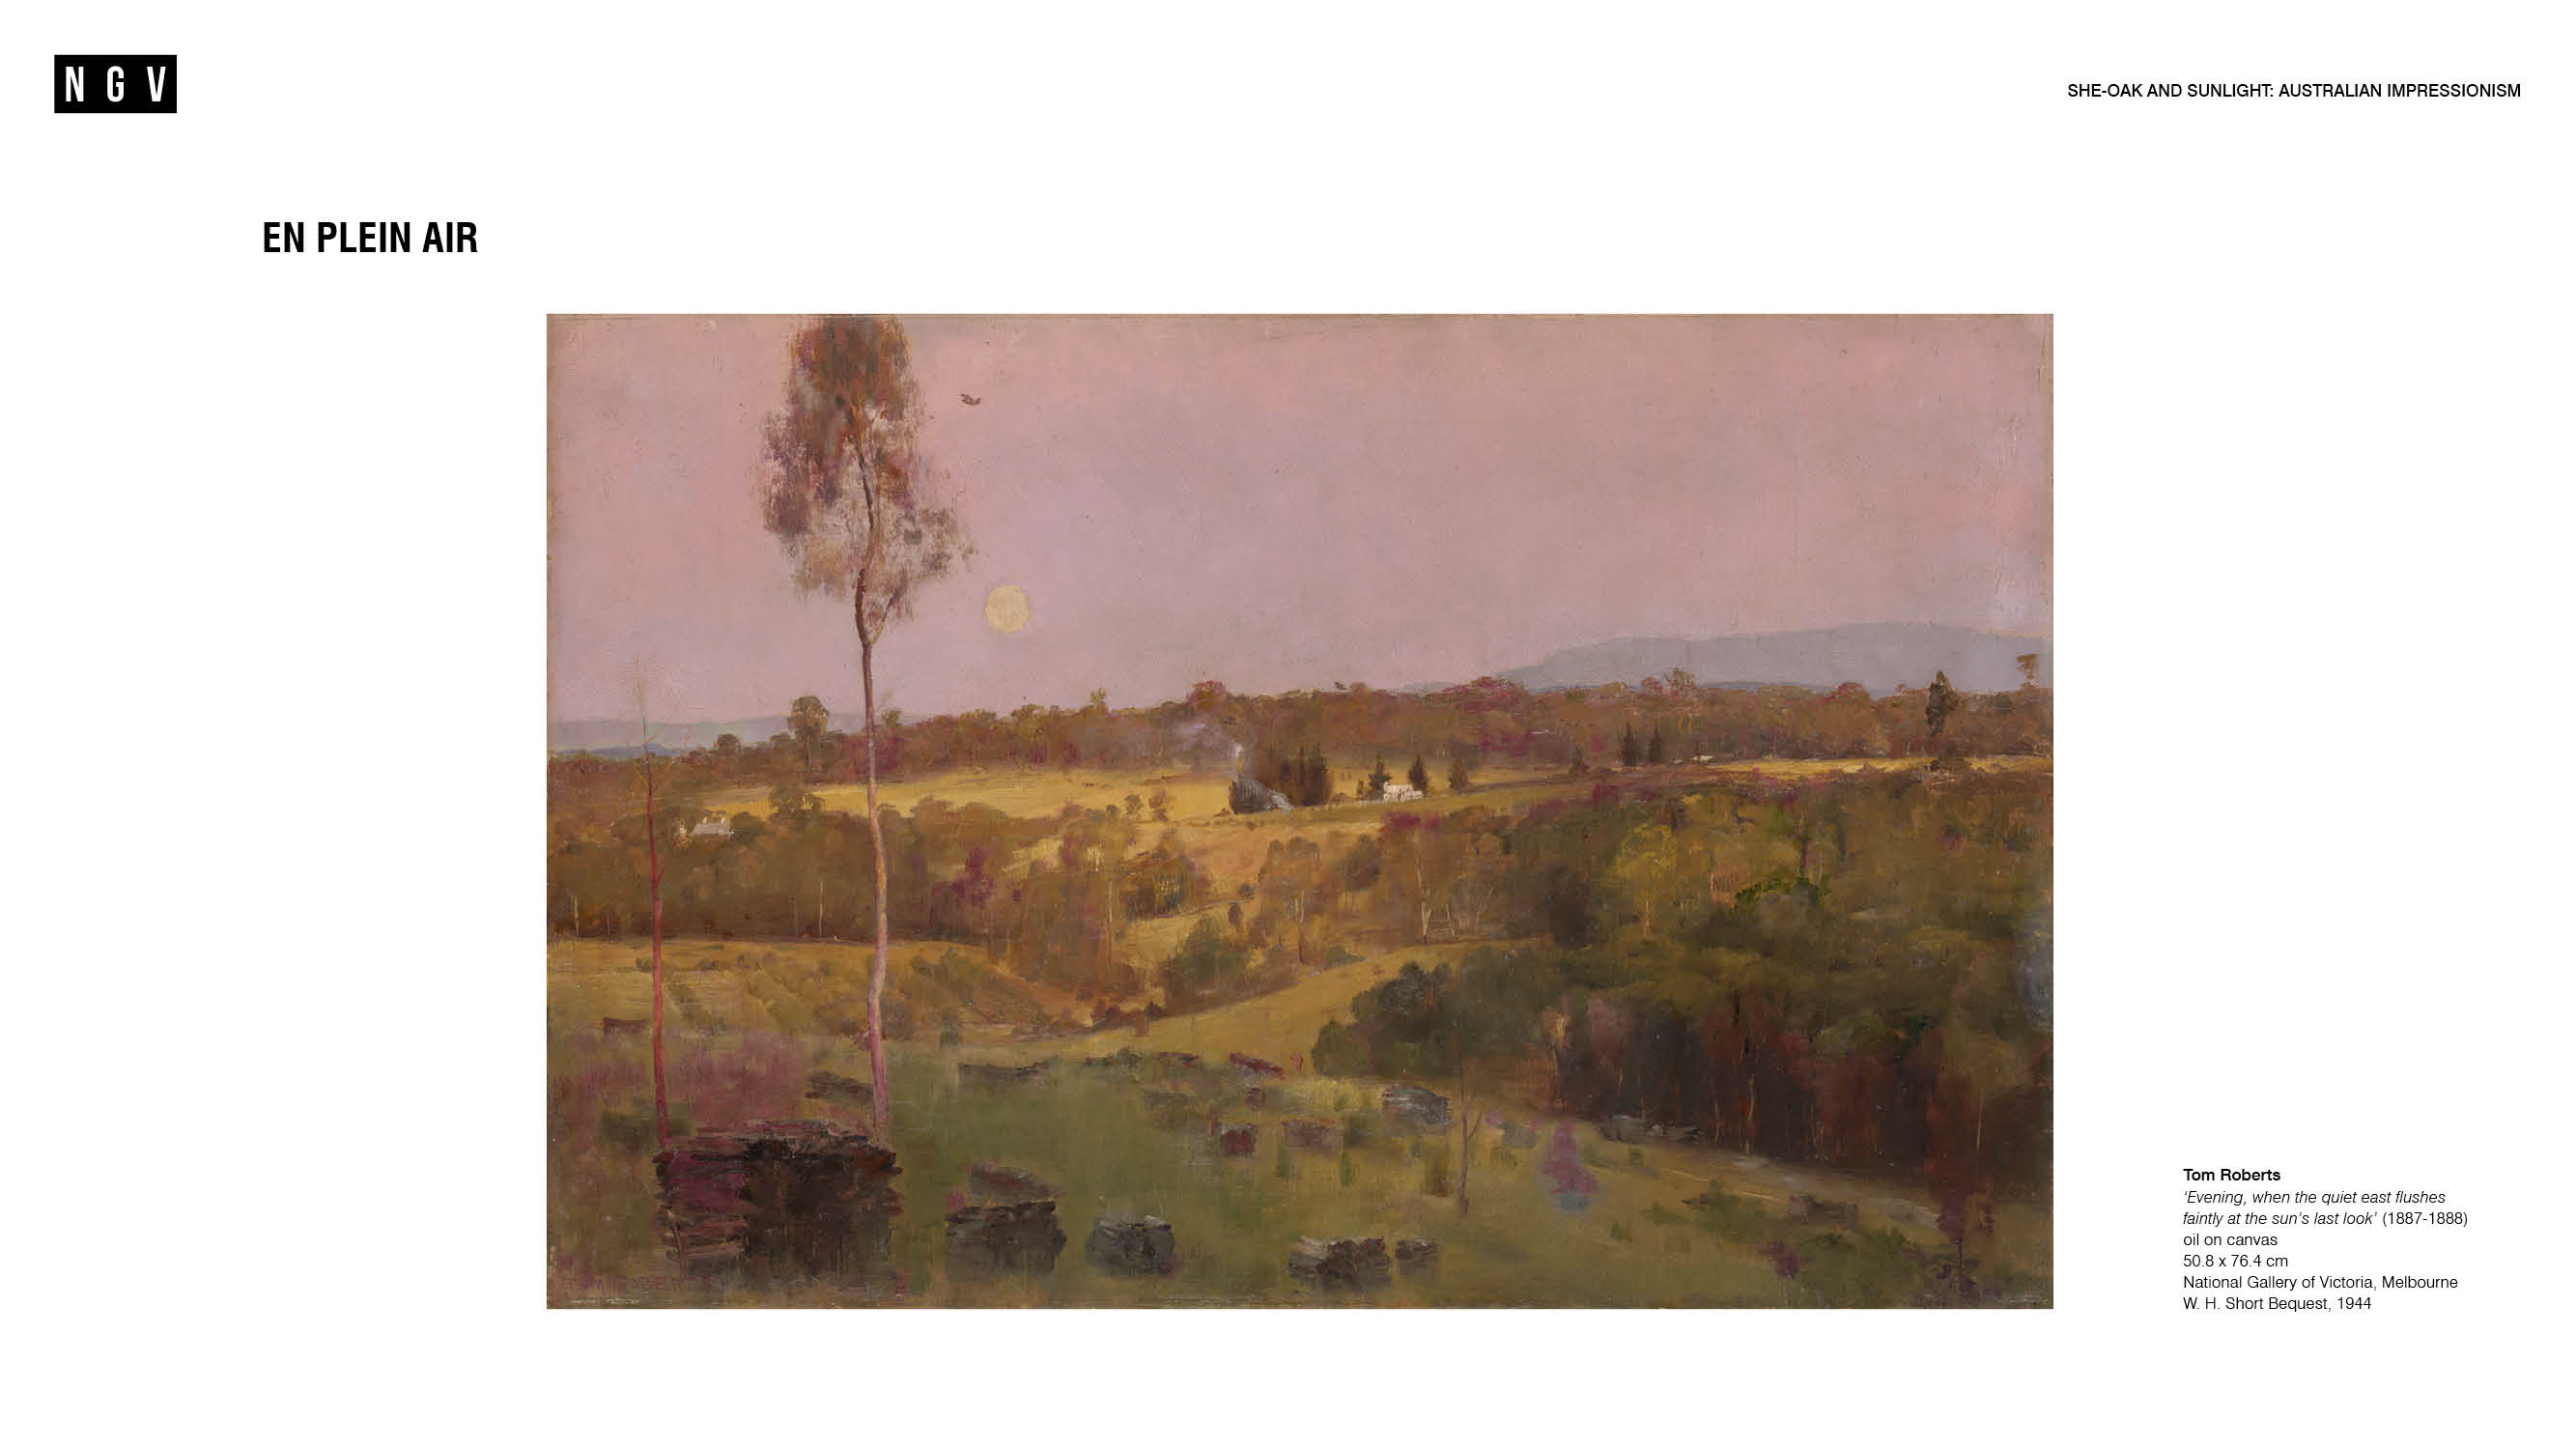 NGV
SHE-OAK AND SUNLIGHT: AUSTRALIAN IMPRESSIONISM
EN PLEIN AIR
Tom Roberts
‘Evening, when the quiet east flushes
faintly at the sun’s last look’ (1887-1888)
oil on canvas
50.8 x 76.4 cm
National Gallery of Victoria, Melbourne
W. H. Short Bequest, 1944